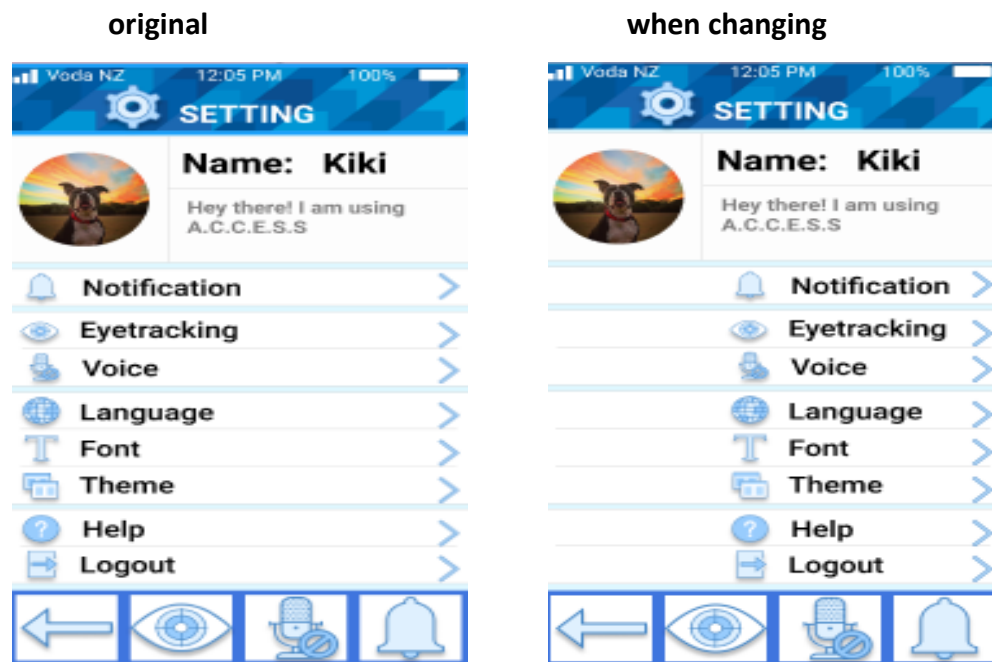 original
when changing
Voda NZ 12:05 PM 100%
SETTING
Name: Kiki
Hey there! I am using
A.C.C.E.S.S
Notification
Eyetracking
Voice
Language
Font
Theme
? Help
Logout
Voda NZ 12:05 PM 100%
SETTING
Name: Kiki
Hey there! I am using
A.C.C.E.S.S
Notification
Eyetracking
Voice
Language
Font
Theme
? Help
Logout